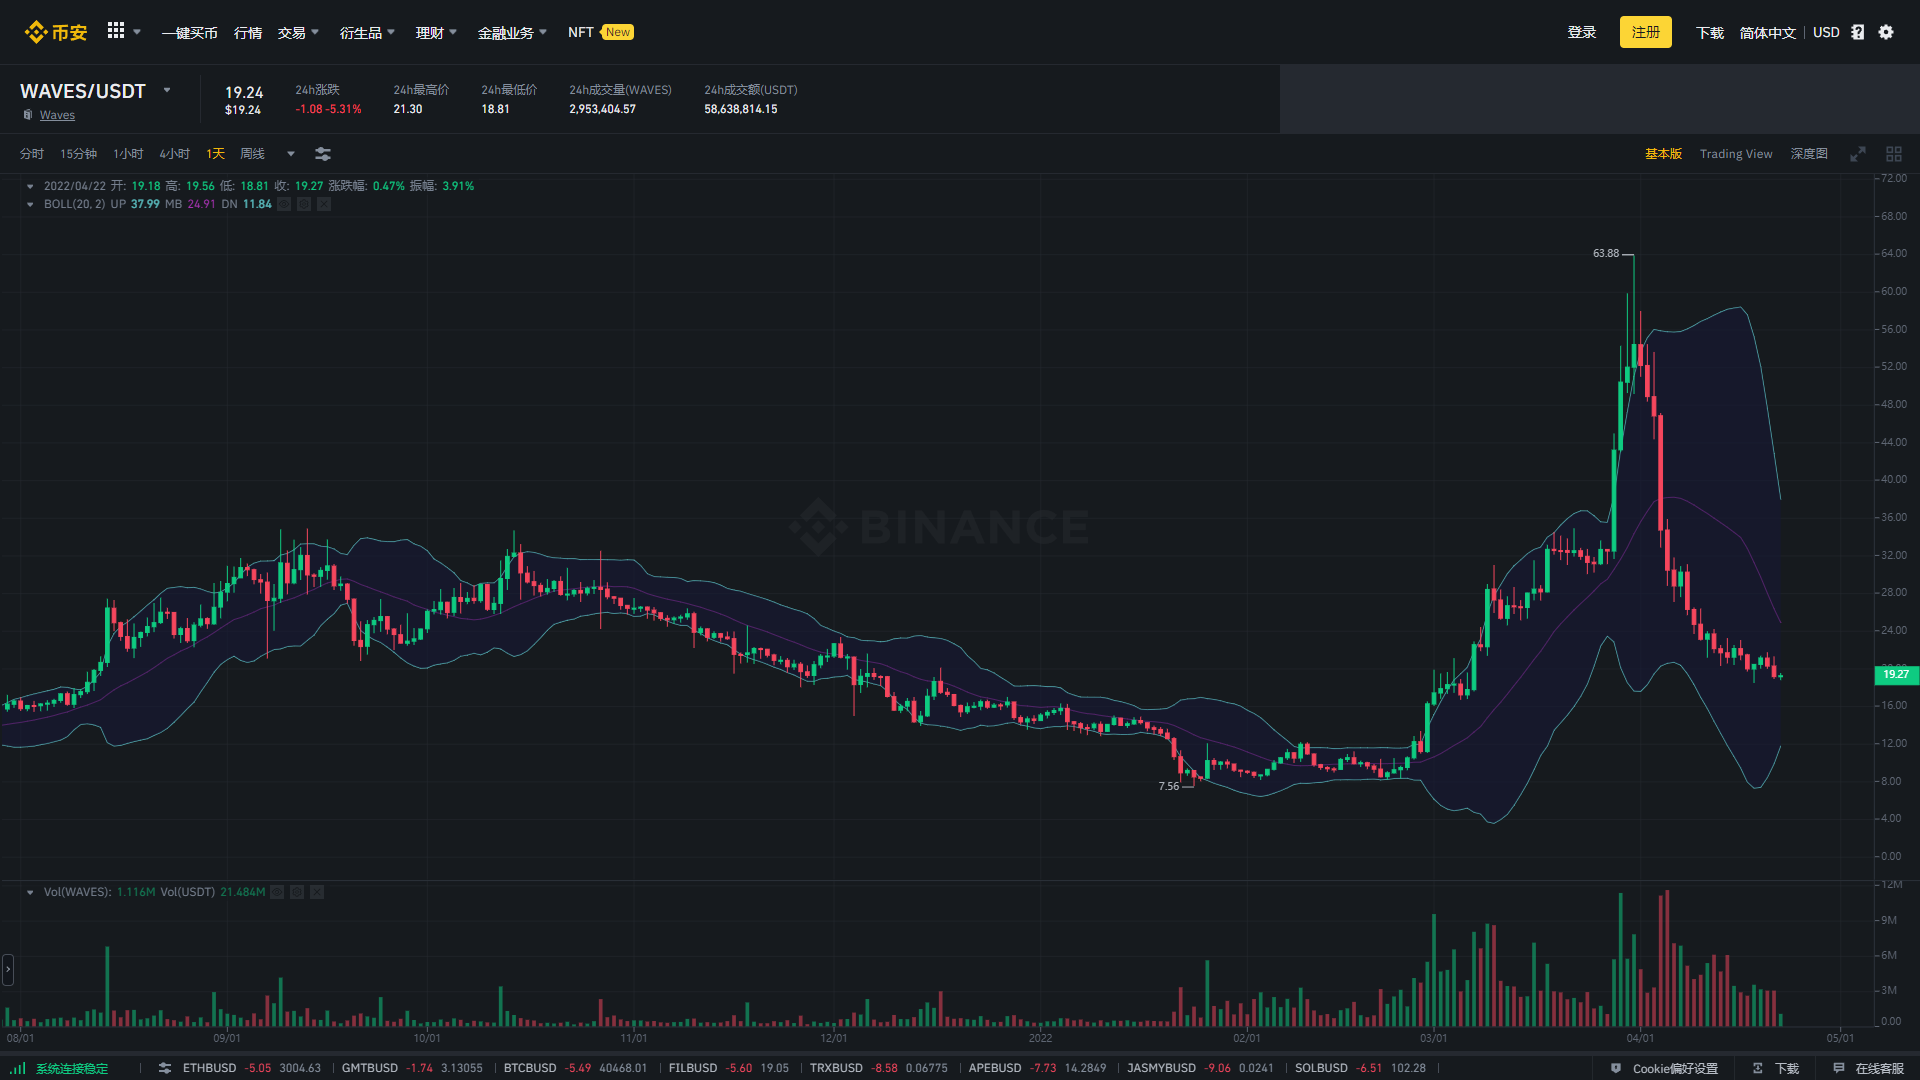 币安 一键买币 行情 交易 衍生品 理财 金融业务 NFT New 登录 注册 下载 简体中文 USD
WAVES/USDT
Waves
19.24
$19.24
24h涨跌
-1.08 -5.31%
24h最高价
21.30
24h最低价
18.81
24h成交量(WAVES)
2,953,404.57
24h成交额(USDT)
58,638,814.15
分时 15分钟 1小时 4小时 1天 周线 基本版 Trading View 深度图
2022/04/22 开: 19.18 高: 19.56 低: 18.81 收: 19.27 涨跌幅: 0.47% 振幅: 3.91%
BOLL(20, 2) UP 37.99 MB 24.91 DN 11.84
72.00
68.00
64.00
60.00
56.00
52.00
48.00
44.00
40.00
36.00
32.00
28.00
24.00
19.27
16.00
12.00
8.00
4.00
0.00
63.88
BINANCE
7.56
Vol(WAVES): 1.116M Vol(USDT) 21.484M
12M
9M
6M
3M
0.00
08/01 09/01 10/01 11/01 12/01 2022 02/01 03/01 04/01 05/01
系统连接稳定 ETHBUSD -5.05 3004.63 GMTBUSD -1.74 3.13055 BTCBUSD -5.49 40468.01 FILBUSD -5.60 19.05 TRXBUSD -8.58 0.06775 APEBUSD -7.73 14.2849 JASMYBUSD -9.06 0.0241 SOLBUSD -6.51 102.28 Cookie偏好设置 下载 在线客服